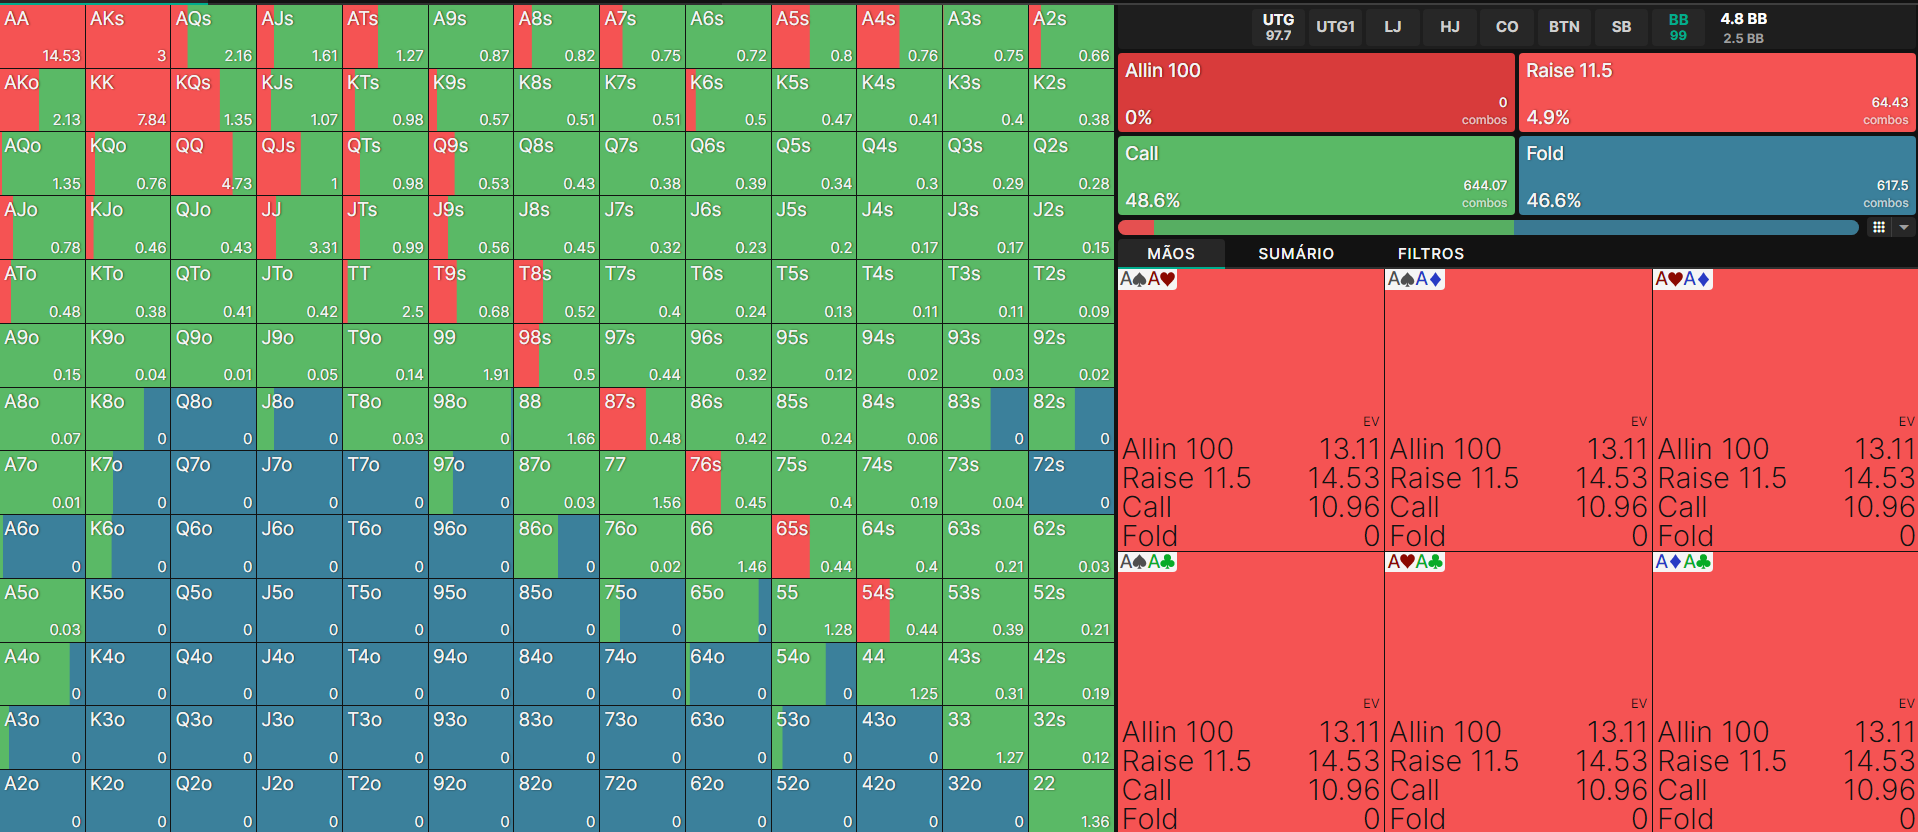 AA AKs AQs AJs ATs A9s A8s A7s A6s A5s A4s A3s A2s
14.53 3 2.16 1.61 1.27 0.87 0.82 0.75 0.72 0.8 0.76 0.75 0.66
AKo KK KQs KJs KTs K9s K8s K7s K6s K5s K4s K3s K2s
2.13 7.84 1.35 1.07 0.98 0.57 0.51 0.51 0.5 0.47 0.41 0.4 0.38
AQo KQo QQ QJs QTs Q9s Q8s Q7s Q6s Q5s Q4s Q3s Q2s
1.35 0.76 4.73 1 0.98 0.53 0.43 0.38 0.39 0.34 0.3 0.29 0.28
AJo KJo QJo JJ JTs J9s J8s J7s J6s J5s J4s J3s J2s
0.78 0.46 0.43 3.31 0.99 0.56 0.45 0.32 0.23 0.2 0.17 0.17 0.15
ATo KTo QTo JTo TT T9s T8s T7s T6s T5s T4s T3s T2s
0.48 0.38 0.41 0.42 2.5 0.68 0.52 0.4 0.24 0.13 0.11 0.11 0.09
A9o K9o Q9o J9o T9o 99 98s 97s 96s 95s 94s 93s 92s
0.15 0.04 0.01 0.05 0.14 1.91 0.5 0.44 0.32 0.12 0.02 0.03 0.02
A8o K8o Q8o J8o T8o 98o 88 87s 86s 85s 84s 83s 82s
0.07 0 0 0 0.03 0 1.66 0.48 0.42 0.24 0.06 0 0
A7o K7o Q7o J7o T7o 97o 87o 77 76s 75s 74s 73s 72s
0.01 0 0 0 0 0 0.03 1.56 0.45 0.4 0.19 0.04 0
A6o K6o Q6o J6o T6o 96o 86o 76o 66 65s 64s 63s 62s
0 0 0 0 0 0 0 0.02 1.46 0.44 0.4 0.21 0.03
A5o K5o Q5o J5o T5o 95o 85o 75o 65o 55 54s 53s 52s
0.03 0 0 0 0 0 0 0 0 1.28 0.44 0.39 0.21
A4o K4o Q4o J4o T4o 94o 84o 74o 64o 54o 44 43s 42s
0 0 0 0 0 0 0 0 0 0 1.25 0.31 0.19
A3o K3o Q3o J3o T3o 93o 83o 73o 63o 53o 43o 33 32s
0 0 0 0 0 0 0 0 0 0 0 1.27 0.12
A2o K2o Q2o J2o T2o 92o 82o 72o 62o 52o 42o 32o 22
0 0 0 0 0 0 0 0 0 0 0 0 1.36
UTG UTG1 LJ HJ CO BTN SB BB 4.8 BB
97.7 99 2.5 BB
Allin 100 Raise 11.5
0 64.43
0% combos 4.9% combos
Call Fold
644.07 617.5
48.6% combos 46.6% combos
MÃOS SUMÁRIO FILTROS
A♠A♥ A♠A♦ A♥A♦
EV EV EV
Allin 100 13.11 Allin 100 13.11 Allin 100 13.11
Raise 11.5 14.53 Raise 11.5 14.53 Raise 11.5 14.53
Call 10.96 Call 10.96 Call 10.96
Fold 0 Fold 0 Fold 0
A♠A♣ A♥A♣ A♦A♣
EV EV EV
Allin 100 13.11 Allin 100 13.11 Allin 100 13.11
Raise 11.5 14.53 Raise 11.5 14.53 Raise 11.5 14.53
Call 10.96 Call 10.96 Call 10.96
Fold 0 Fold 0 Fold 0